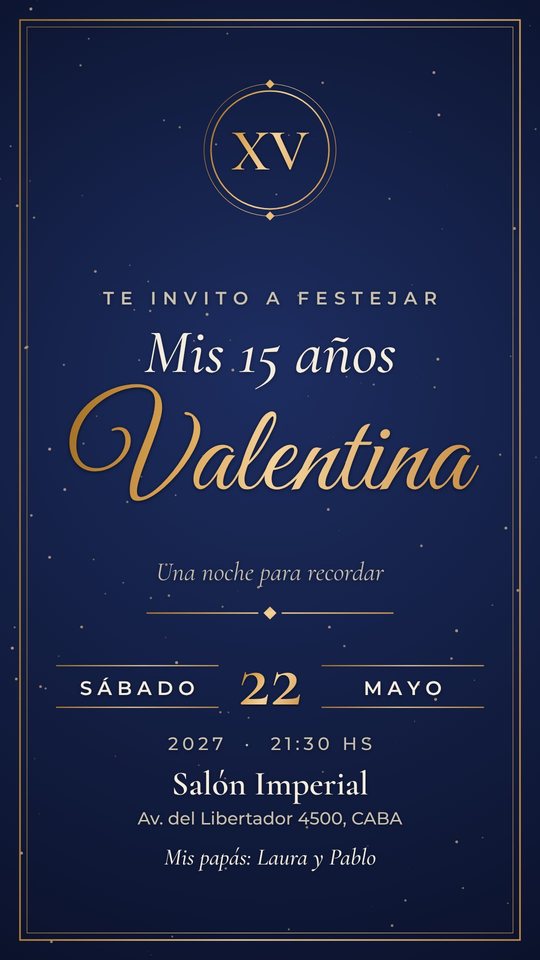 XV
TE INVITO A FESTEJAR
Mis 15 años
Valentina
Una noche para recordar
SÁBADO 22 MAYO
2027 · 21:30 HS
Salón Imperial
Av. del Libertador 4500, CABA
Mis papás: Laura y Pablo